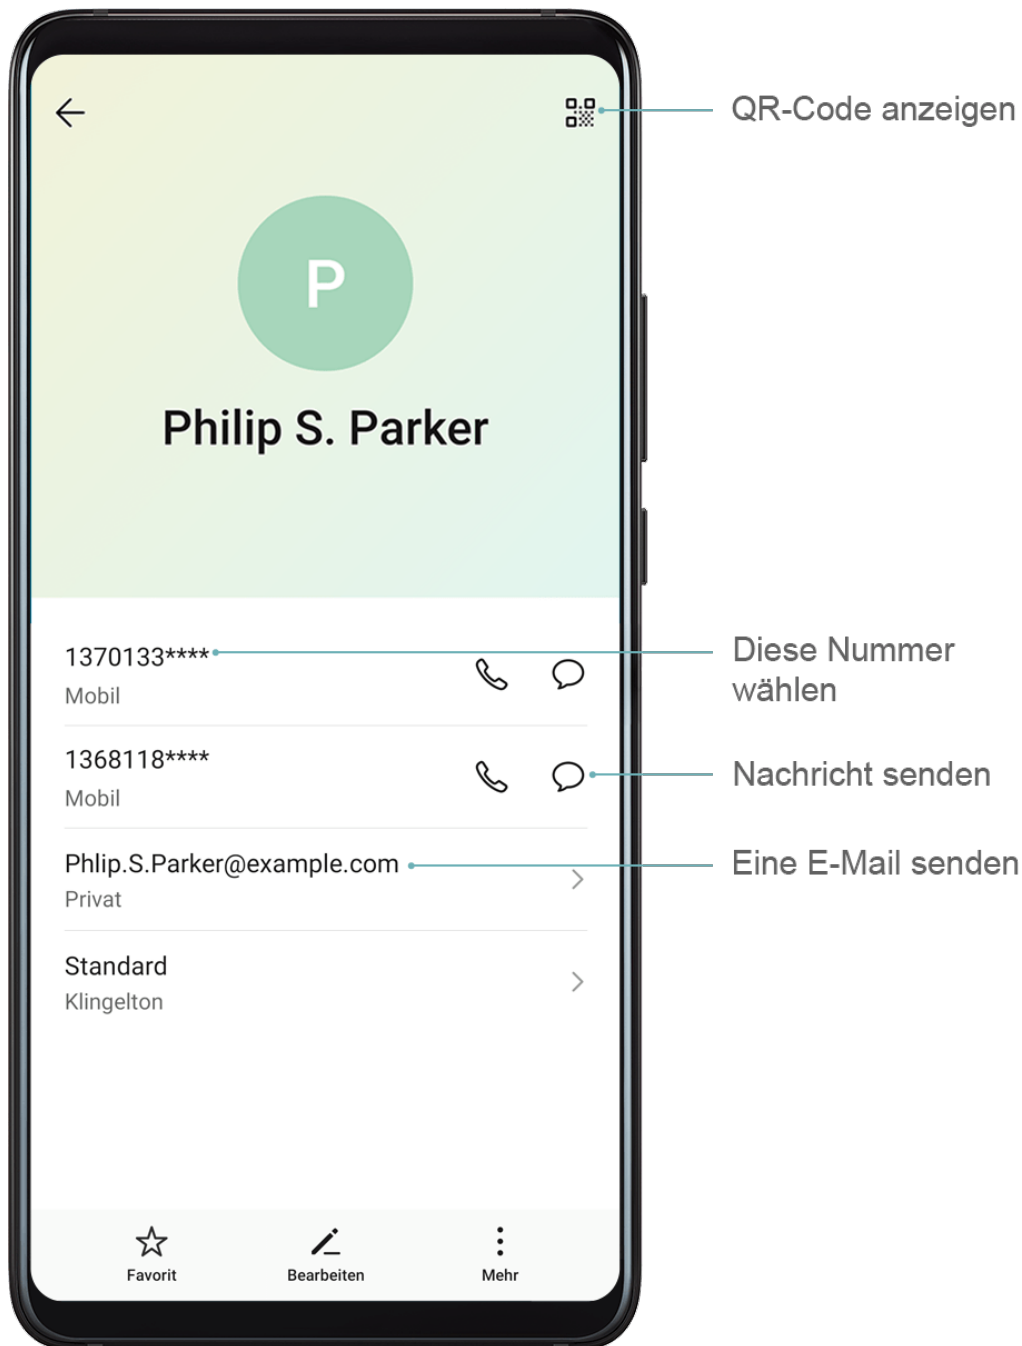 QR-Code anzeigen
P
Philip S. Parker
1370133****
Mobil
Diese Nummer
wählen
1368118****
Mobil
Nachricht senden
Phlip.S.Parker@example.com
Privat
Eine E-Mail senden
Standard
Klingelton
Favorit
Bearbeiten
Mehr